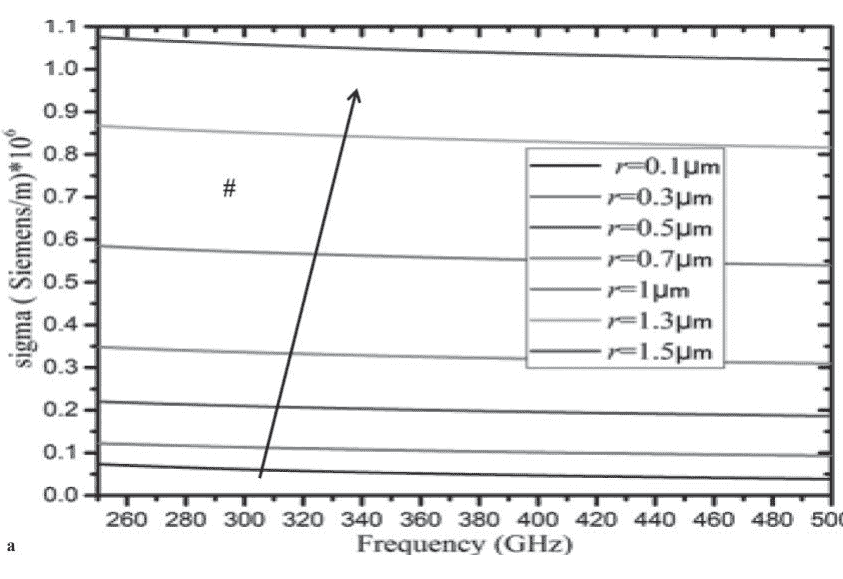 1.1
1.0
0.9
0.8
0.7
0.6
0.5
0.4
0.3
0.2
0.1
0.0
sigma ( Siemens/m)*10⁶
#
r=0.1μm
r=0.3μm
r=0.5μm
r=0.7μm
r=1μm
r=1.3μm
r=1.5μm
260 280 300 320 340 360 380 400 420 440 460 480 500
Frequency (GHz)
a